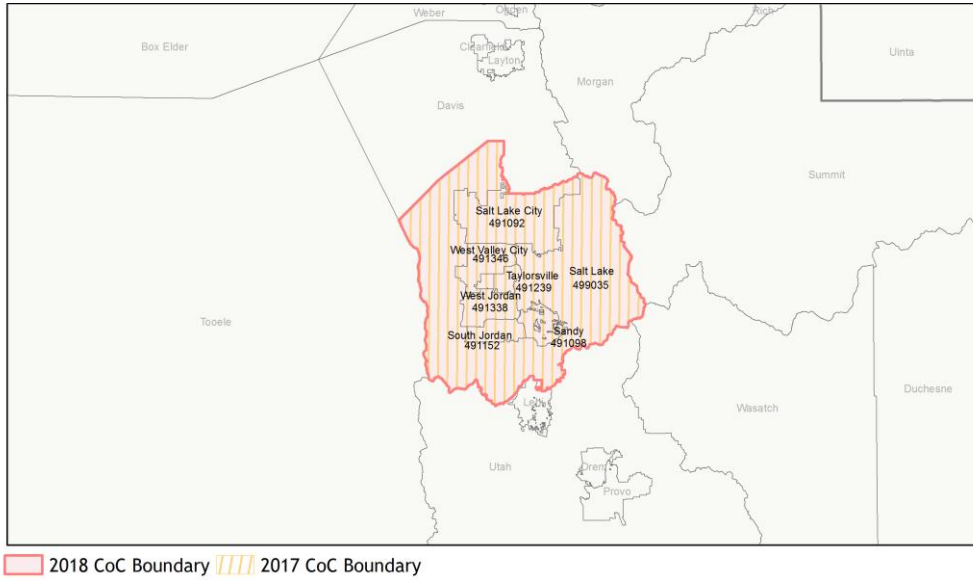 Weber
Ogden
Rich
Box Elder
Clearfield
Layton
Uinta
Morgan
Davis
Summit
Salt Lake City
491092
West Valley City
491346
Taylorsville
491239
Salt Lake
499035
West Jordan
491338
Tooele
South Jordan
491152
Sandy
491098
Duchesne
Lehi
Wasatch
Utah
Orem
Provo
2018 CoC Boundary
2017 CoC Boundary